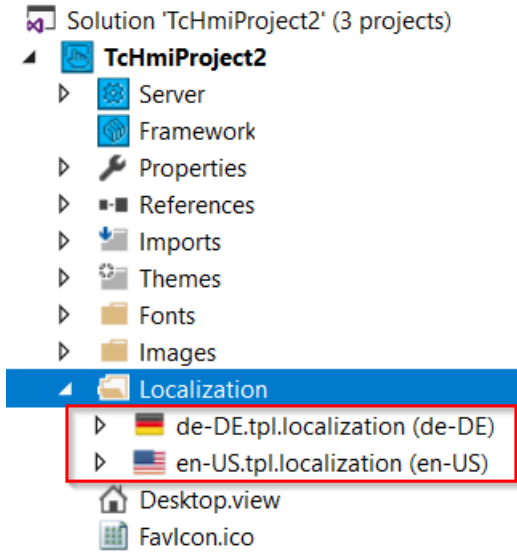 Solution 'TcHmiProject2' (3 projects)
TcHmiProject2
Server
Framework
Properties
References
Imports
Themes
Fonts
Images
Localization
de-DE.tpl.localization (de-DE)
en-US.tpl.localization (en-US)
Desktop.view
FavIcon.ico